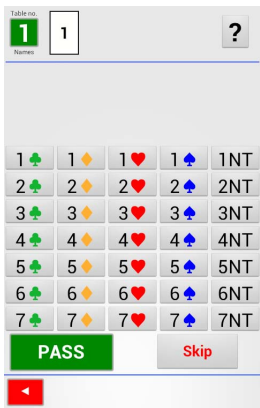 Table no.
1 1 ?
Names
1♣ 1♦ 1♥ 1♠ 1NT
2♣ 2♦ 2♥ 2♠ 2NT
3♣ 3♦ 3♥ 3♠ 3NT
4♣ 4♦ 4♥ 4♠ 4NT
5♣ 5♦ 5♥ 5♠ 5NT
6♣ 6♦ 6♥ 6♠ 6NT
7♣ 7♦ 7♥ 7♠ 7NT
PASS Skip